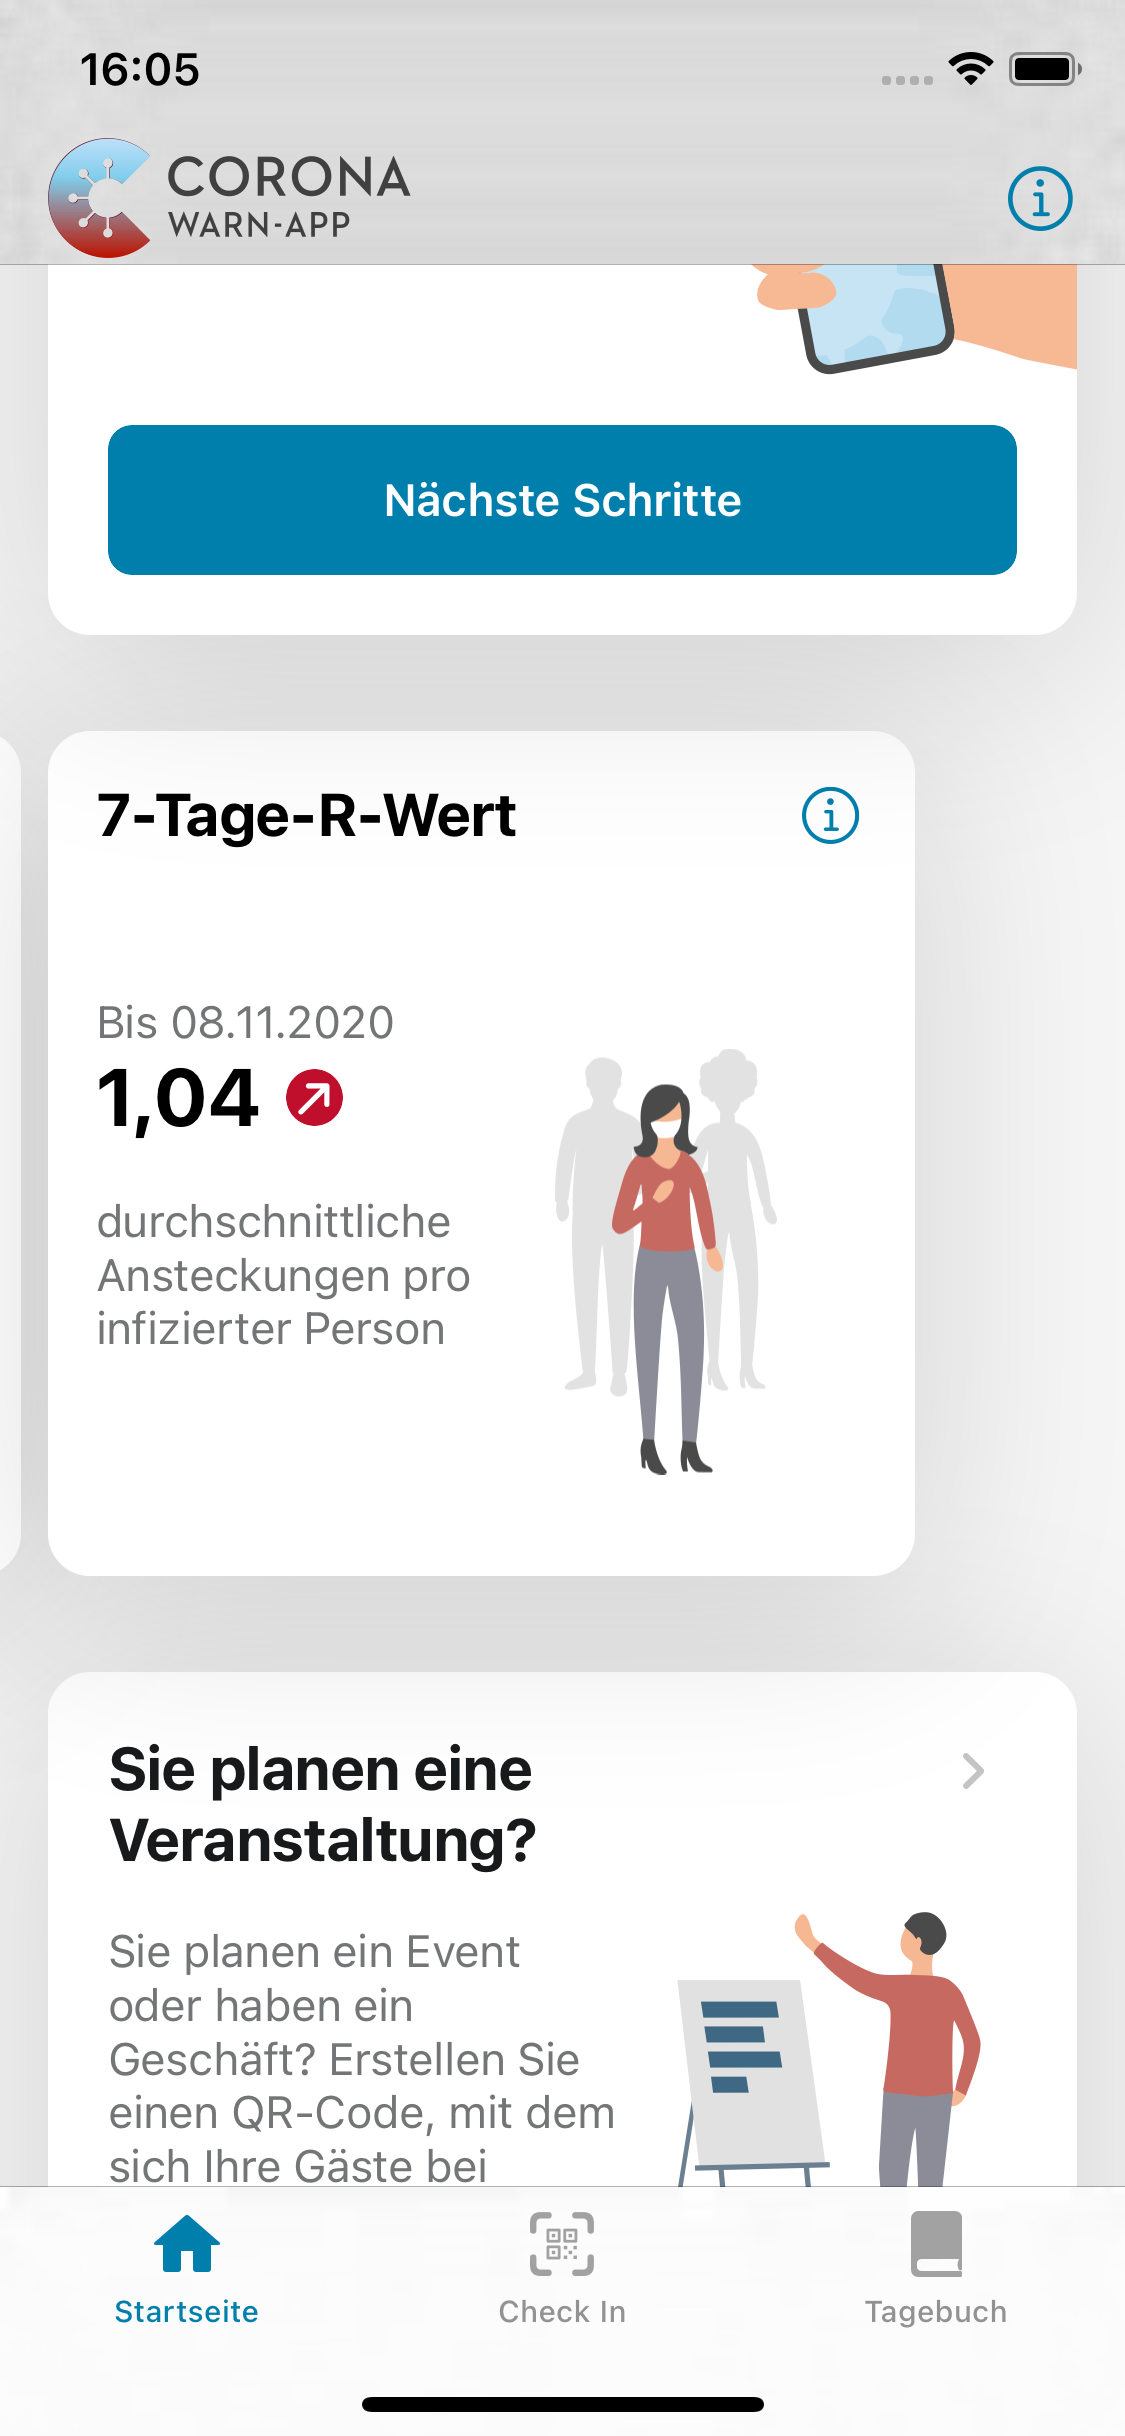 16:05
CORONA
WARN-APP
Nächste Schritte
7-Tage-R-Wert
Bis 08.11.2020
1,04
durchschnittliche
Ansteckungen pro
infizierter Person
Sie planen eine
Veranstaltung?
Sie planen ein Event
oder haben ein
Geschäft? Erstellen Sie
einen QR-Code, mit dem
sich Ihre Gäste bei
Startseite
Check In
Tagebuch